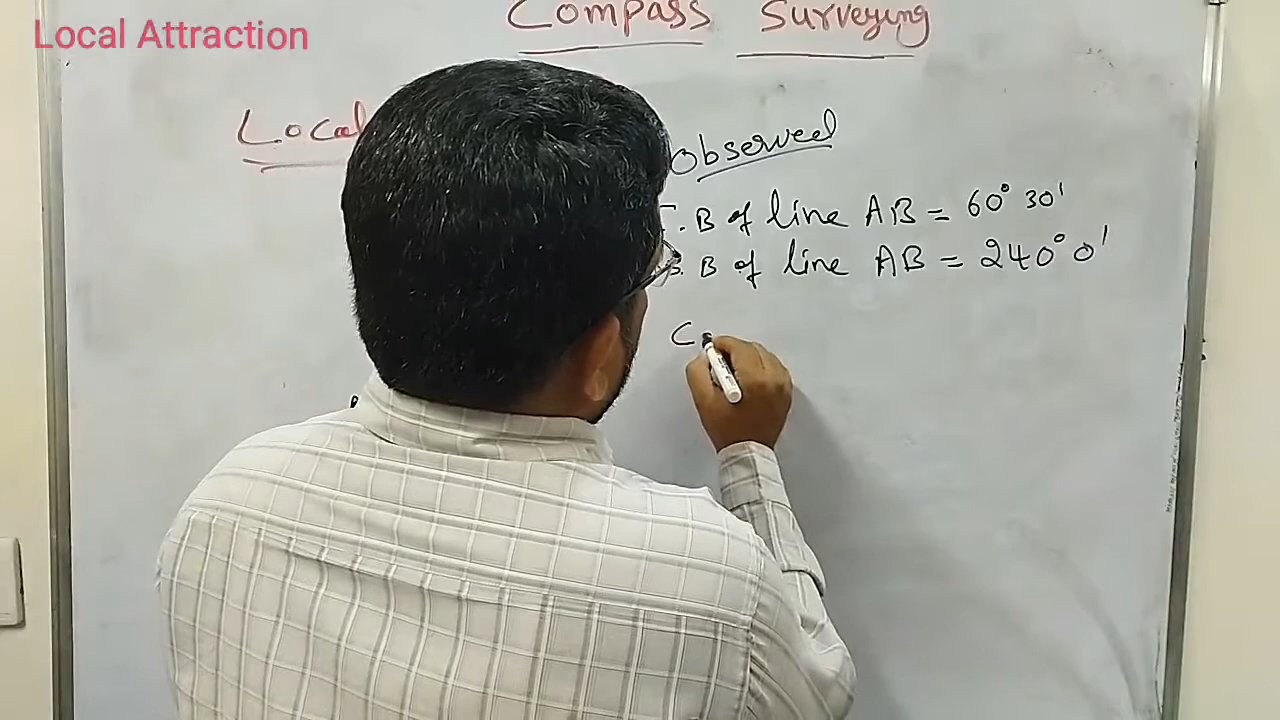 Compass Surveying
Local Attraction
Local
Observed
F.B of line AB = 60° 30'
B.B of line AB = 240° 0'
C